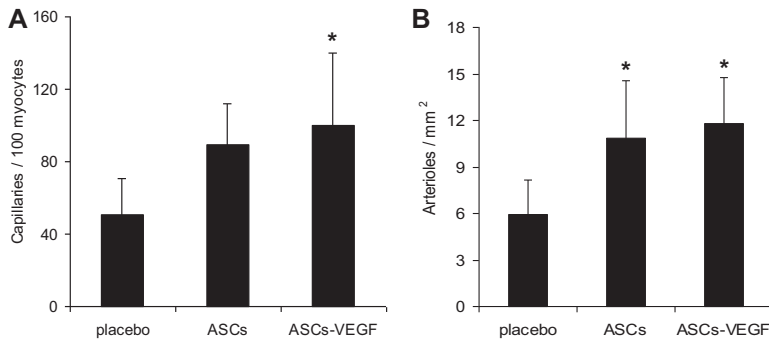 A
160
120
80
40
0
Capillaries / 100 myocytes
*
placebo
ASCs
ASCs-VEGF
B
18
15
12
9
6
3
0
Arterioles / mm²
*
*
placebo
ASCs
ASCs-VEGF